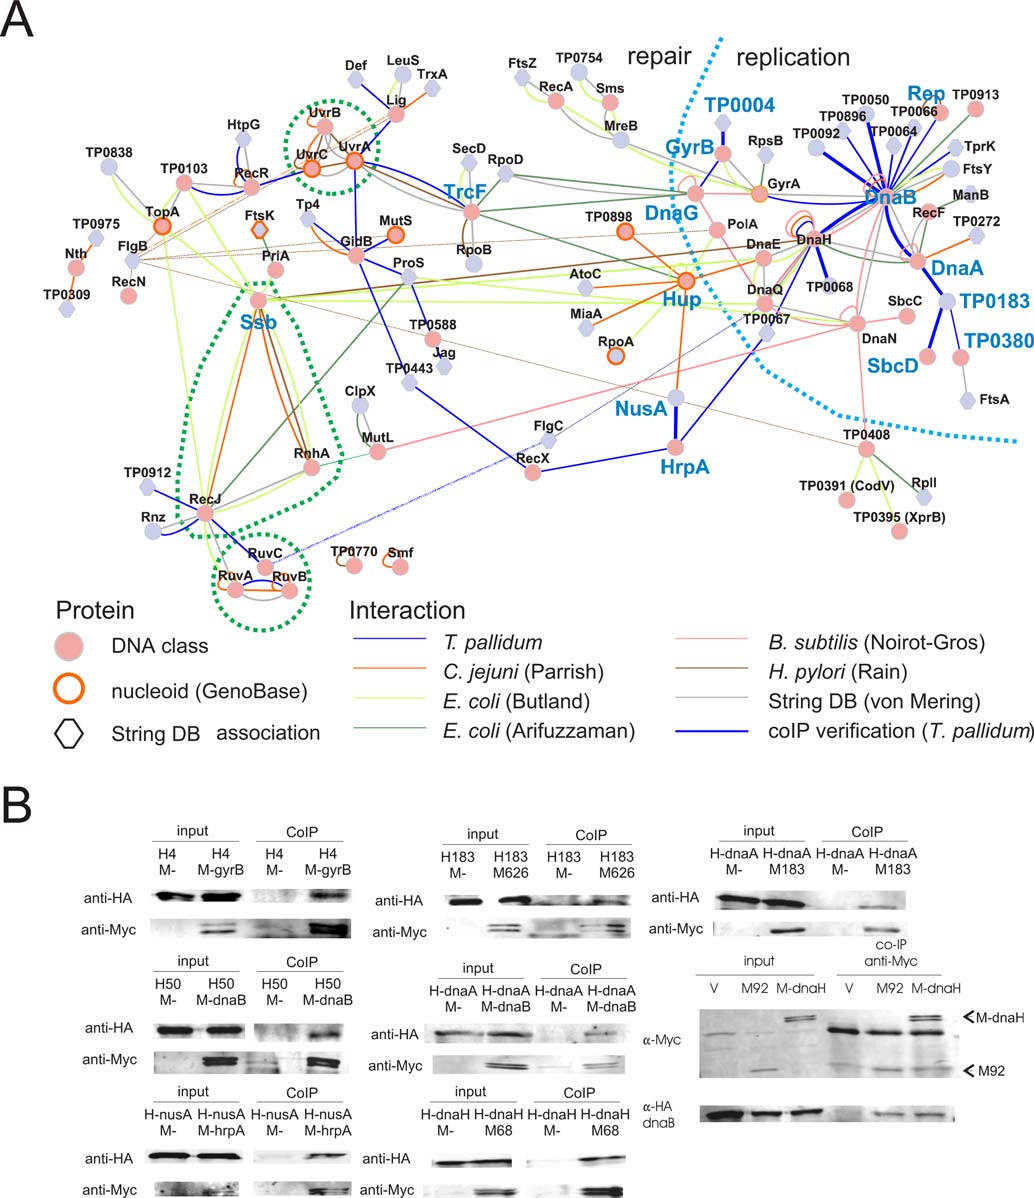 A
repair replication
Def
LeuS
TrxA
Lig
FtsZ
TP0754
RecA
Sms
MreB
TP0004
GyrB
RpsB
GyrA
DnaG
TP0050
TP0896
TP0092
TP0066
TP0064
Rep
TP0913
TprK
FtsY
ManB
DnaB
RecF
TP0272
DnaA
HtpG
UvrB
UvrC
UvrA
TP0838
TP0103
RecR
SecD
RpoD
TrcF
TopA
FtsK
Tp4
MutS
TP0975
FlgB
Nth
RecN
TP0309
PriA
GidB
RpoB
ProS
TP0898
PolA
DnaE
DnaH
AtoC
Hup
DnaQ
TP0068
TP0183
MiaA
TP0067
SbcC
DnaN
RpoA
SbcD
TP0380
FtsA
Ssb
TP0588
Jag
TP0443
ClpX
MutL
FlgC
NusA
HrpA
RecX
TP0408
TP0391 (CodV)
RplI
TP0395 (XprB)
RnhA
TP0912
RecJ
Rnz
RuvC
RuvA
RuvB
TP0770
Smf
Protein
DNA class
nucleoid (GenoBase)
String DB association
Interaction
T. pallidum
C. jejuni (Parrish)
E. coli (Butland)
E. coli (Arifuzzaman)
B. subtilis (Noirot-Gros)
H. pylori (Rain)
String DB (von Mering)
coIP verification (T. pallidum)
B
input CoIP
H4 H4 H4 H4
M- M-gyrB M- M-gyrB
anti-HA
anti-Myc
input CoIP
H183 H183 H183 H183
M- M626 M- M626
anti-HA
anti-Myc
input CoIP
H-dnaA H-dnaA H-dnaA H-dnaA
M- M183 M- M183
anti-HA
anti-Myc
input CoIP
H50 H50 H50 H50
M- M-dnaB M- M-dnaB
anti-HA
anti-Myc
input CoIP
H-dnaA H-dnaA H-dnaA H-dnaA
M- M-dnaB M- M-dnaB
anti-HA
anti-Myc
co-IP
input anti-Myc
V M92 M-dnaH V M92 M-dnaH
α-Myc
M-dnaH
M92
α-HA
dnaB
input CoIP
H-nusA H-nusA H-nusA H-nusA
M- M-hrpA M- M-hrpA
anti-HA
anti-Myc
input CoIP
H-dnaH H-dnaH H-dnaH H-dnaH
M- M68 M- M68
anti-HA
anti-Myc